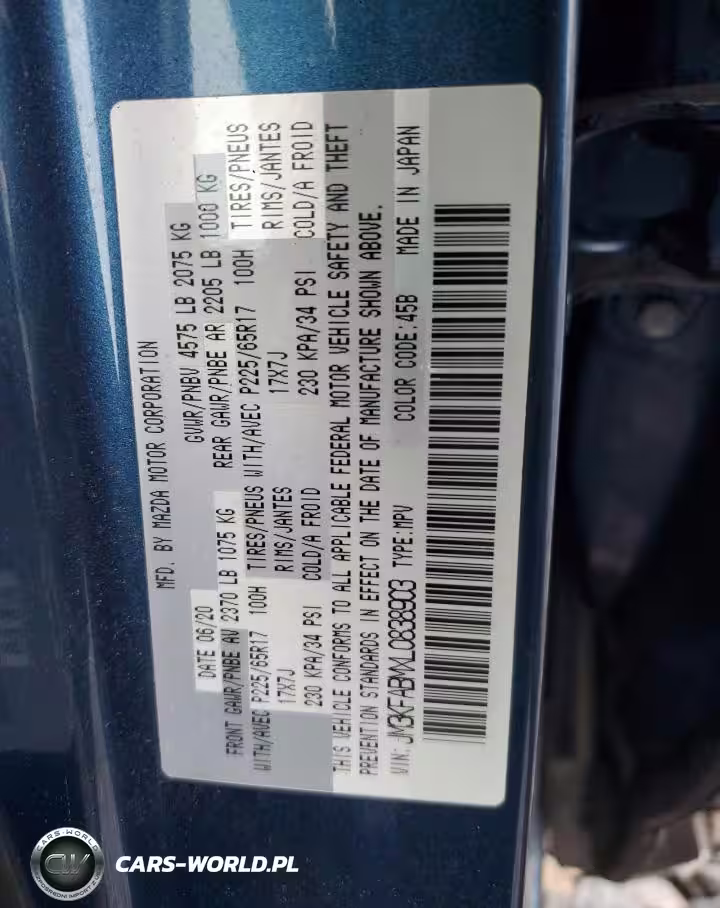 MFD. BY MAZDA MOTOR CORPORATION
DATE 06/20 GVWR/PNBV 4575 LB 2075 KG
FRONT GAWR/PNBE AV 2370 LB 1075 KG REAR GAWR/PNBE AR 2205 LB 1000 KG
WITH/AVEC P225/65R17 100H TIRES/PNEUS WITH/AVEC P225/65R17 100H TIRES/PNEUS
17X7J RIMS/JANTES 17X7J RIMS/JANTES
230 KPA/34 PSI COLD/A FROID 230 KPA/34 PSI COLD/A FROID
THIS VEHICLE CONFORMS TO ALL APPLICABLE FEDERAL MOTOR VEHICLE SAFETY AND THEFT
PREVENTION STANDARDS IN EFFECT ON THE DATE OF MANUFACTURE SHOWN ABOVE.
VIN: JM3KFABMXL0838903 TYPE:MPV COLOR CODE:45B MADE IN JAPAN
CARS-WORLD
CW
CARS-WORLD.PL